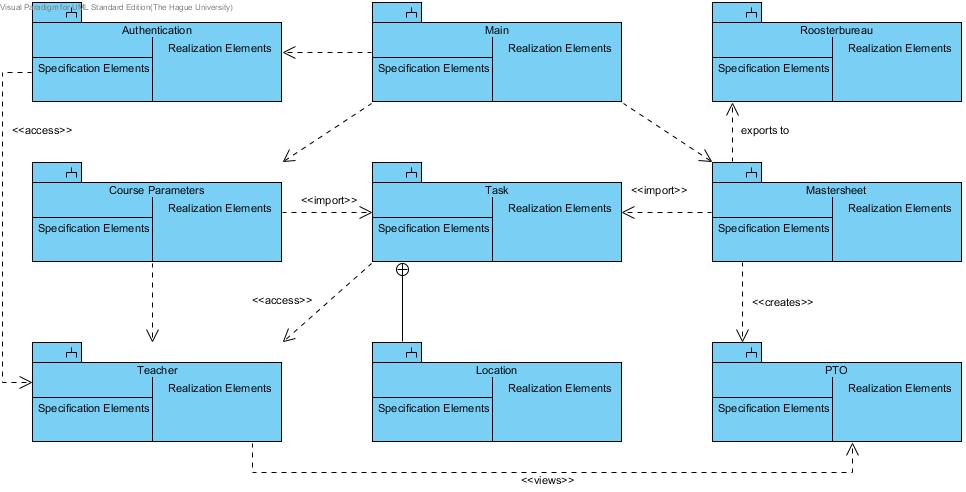 Visual Paradigm for UML Standard Edition(The Hague University)
Authentication
Realization Elements
Specification Elements
Main
Realization Elements
Specification Elements
Roosterbureau
Realization Elements
Specification Elements
<<access>>
exports to
Course Parameters
Realization Elements
Specification Elements
<<import>>
Task
Realization Elements
Specification Elements
<<import>>
Mastersheet
Realization Elements
Specification Elements
<<access>>
<<creates>>
Teacher
Realization Elements
Specification Elements
Location
Realization Elements
Specification Elements
PTO
Realization Elements
Specification Elements
<<views>>